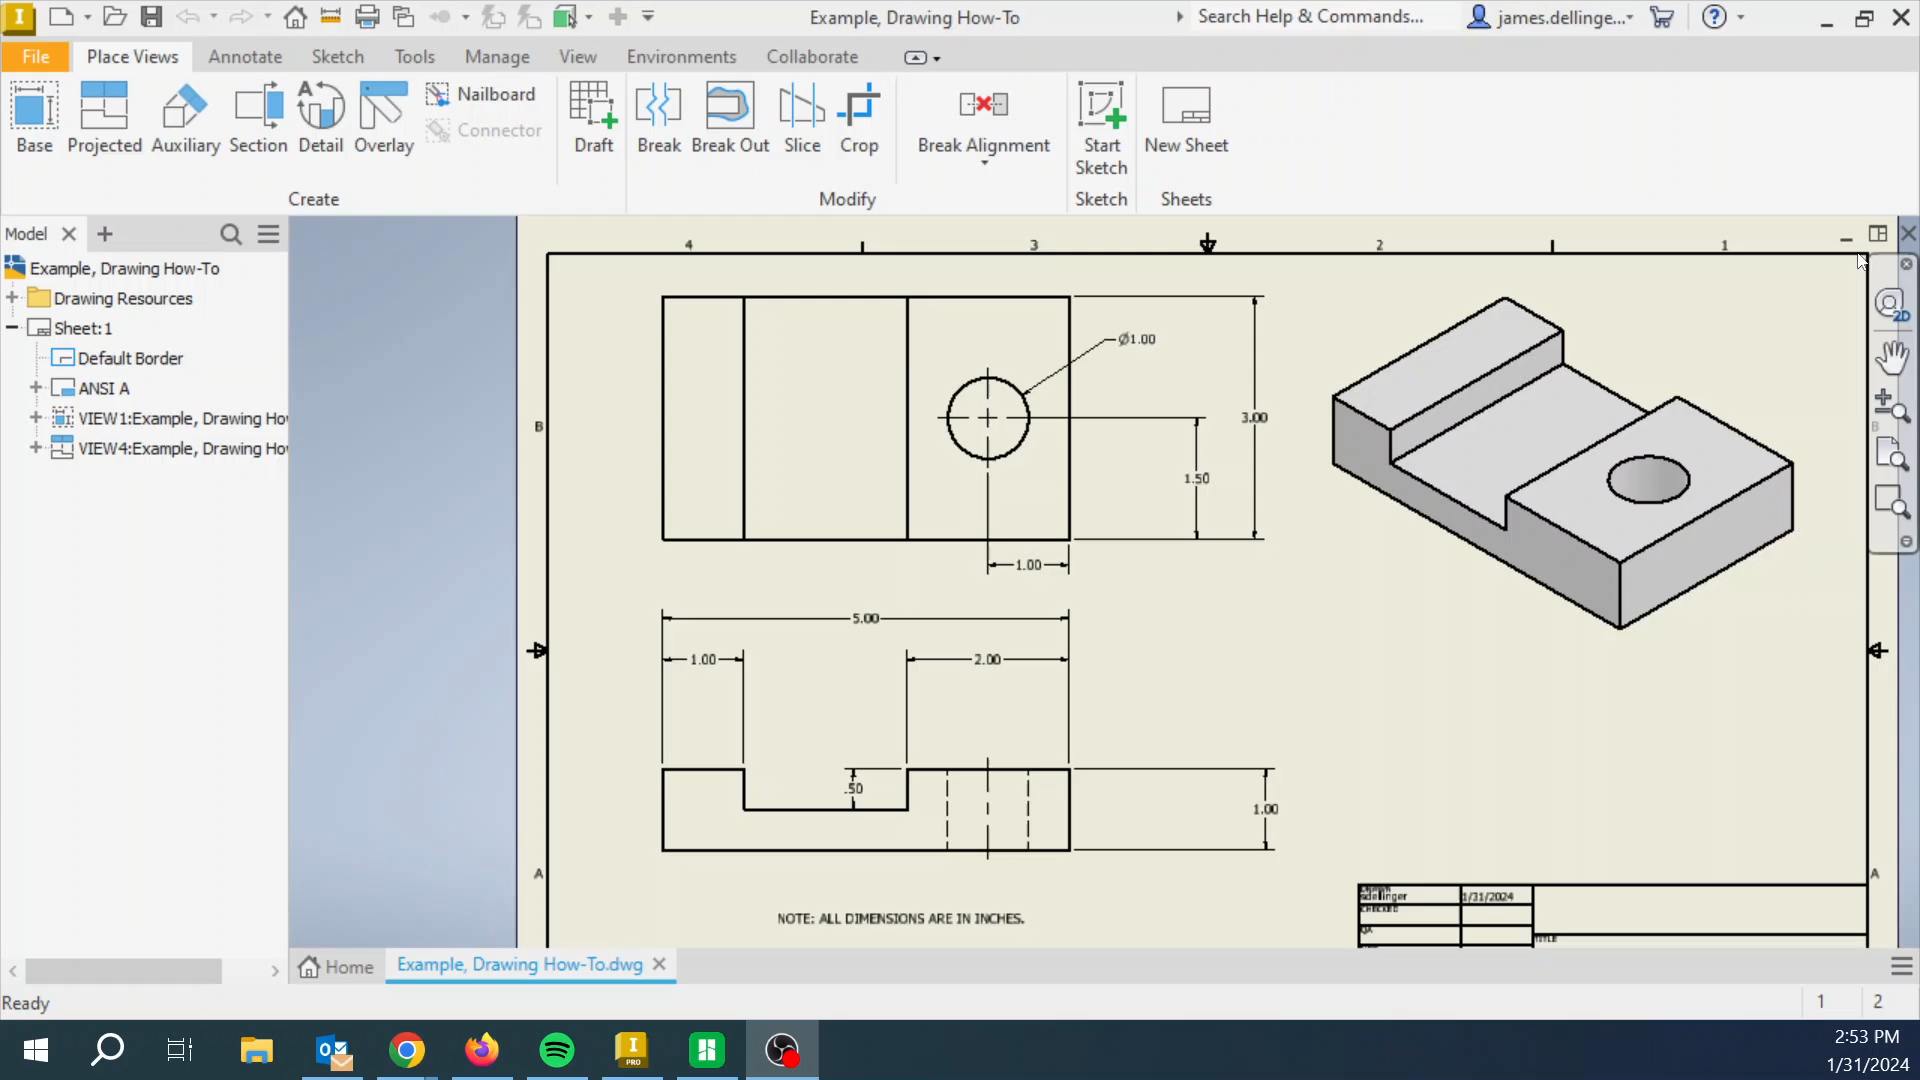 I Example, Drawing How-To Search Help & Commands... james.dellinge... ?
File Place Views Annotate Sketch Tools Manage View Environments Collaborate
Base Projected Auxiliary Section Detail Overlay Nailboard Connector Draft Break Break Out Slice Crop Break Alignment Start Sketch New Sheet
Create Modify Sketch Sheets
Model
Example, Drawing How-To
Drawing Resources
Sheet:1
Default Border
ANSI A
VIEW1:Example, Drawing Ho
VIEW4:Example, Drawing Ho
4 3 2 1
B B
Ø1.00
3.00
1.50
1.00
5.00
1.00 2.00
.50
1.00
A A
2D
NOTE: ALL DIMENSIONS ARE IN INCHES.
DRAWN
sdellinger 1/31/2024
CHECKED
QA
TITLE
Home Example, Drawing How-To.dwg
Ready 1 2
I
PRO
2:53 PM
1/31/2024